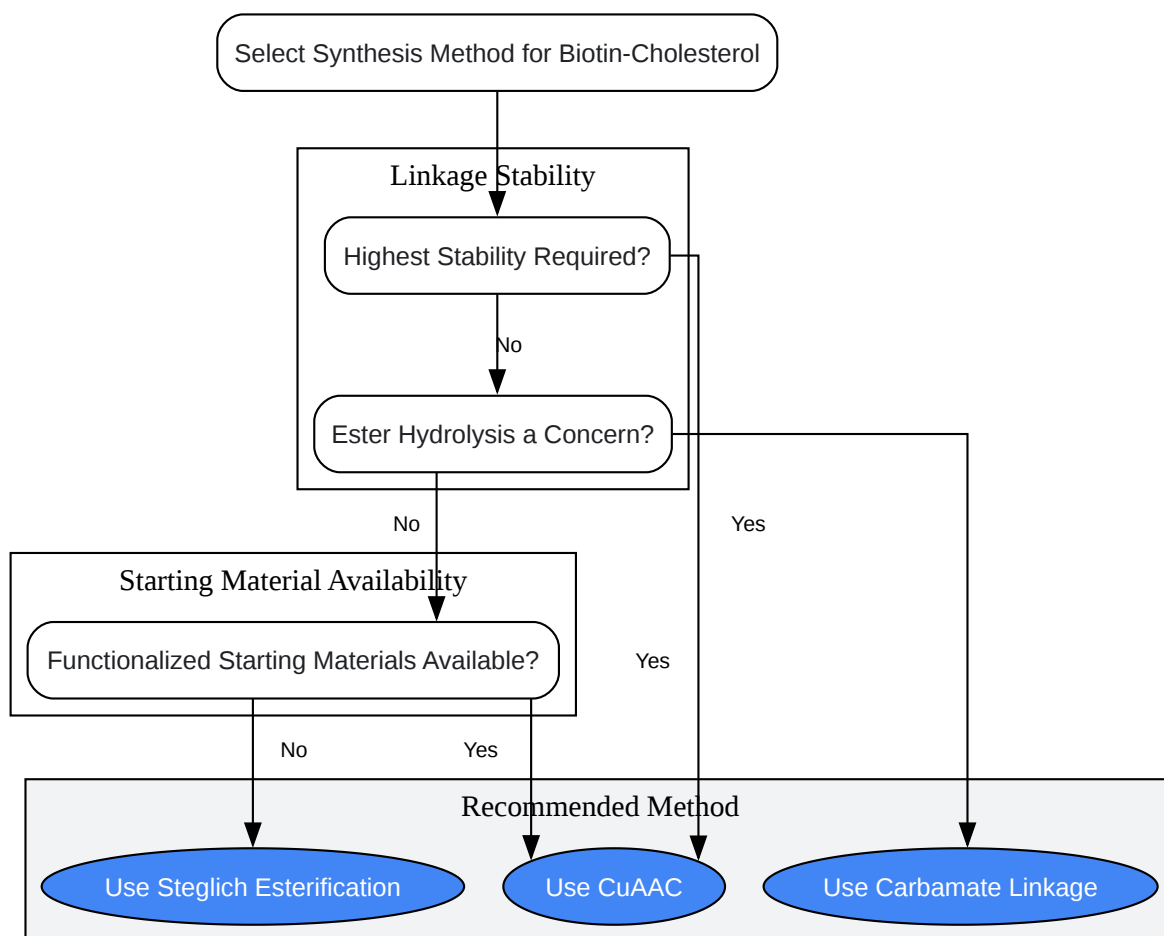 Select Synthesis Method for Biotin-Cholesterol
Linkage Stability
Highest Stability Required?
No
Ester Hydrolysis a Concern?
No
Yes
Starting Material Availability
Functionalized Starting Materials Available?
Yes
No
Yes
Recommended Method
Use Steglich Esterification
Use CuAAC
Use Carbamate Linkage